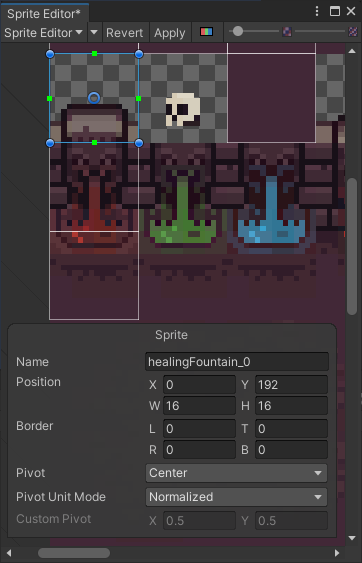 Sprite Editor*
Sprite Editor Revert Apply
Sprite
Name healingFountain_0
Position X 0 Y 192
W 16 H 16
Border L 0 T 0
R 0 B 0
Pivot Center
Pivot Unit Mode Normalized
Custom Pivot X 0.5 Y 0.5